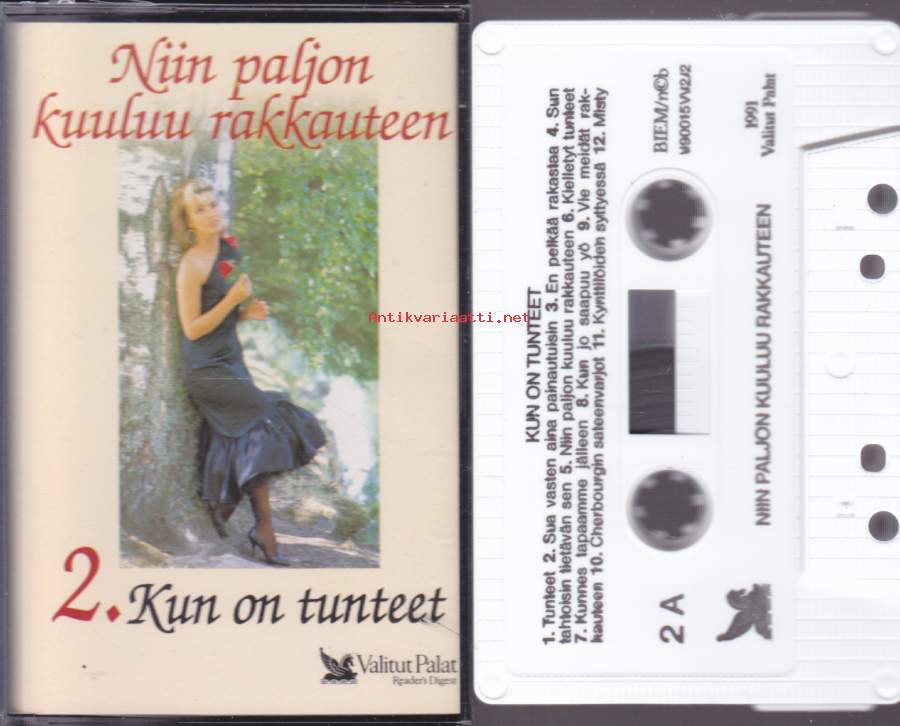 Niin paljon
kuuluu rakkauteen
2. Kun on tunteet
Valitut Palat
Reader's Digest
Antikvariaatti.net
KUN ON TUNTEET
1. Tunteet 2. Sua vasten aina painautuisin 3. En pelkää rakastaa 4. Sun
tahtoisin tietävän sen 5. Niin paljon kuuluu rakkauteen 6. Kielletyt tunteet
7. Kunnes tapaamme jälleen 8. Kun jo saapuu yö 9. Vie meidät rak-
kauteen 10. Cherbourgin sateenvarjot 11. Kynttilöiden syttyessä 12. Misty
2 A
BIEM/n©b
V90015VV2J2
NIIN PALJON KUULUU RAKKAUTEEN
1991
Valitut Palat